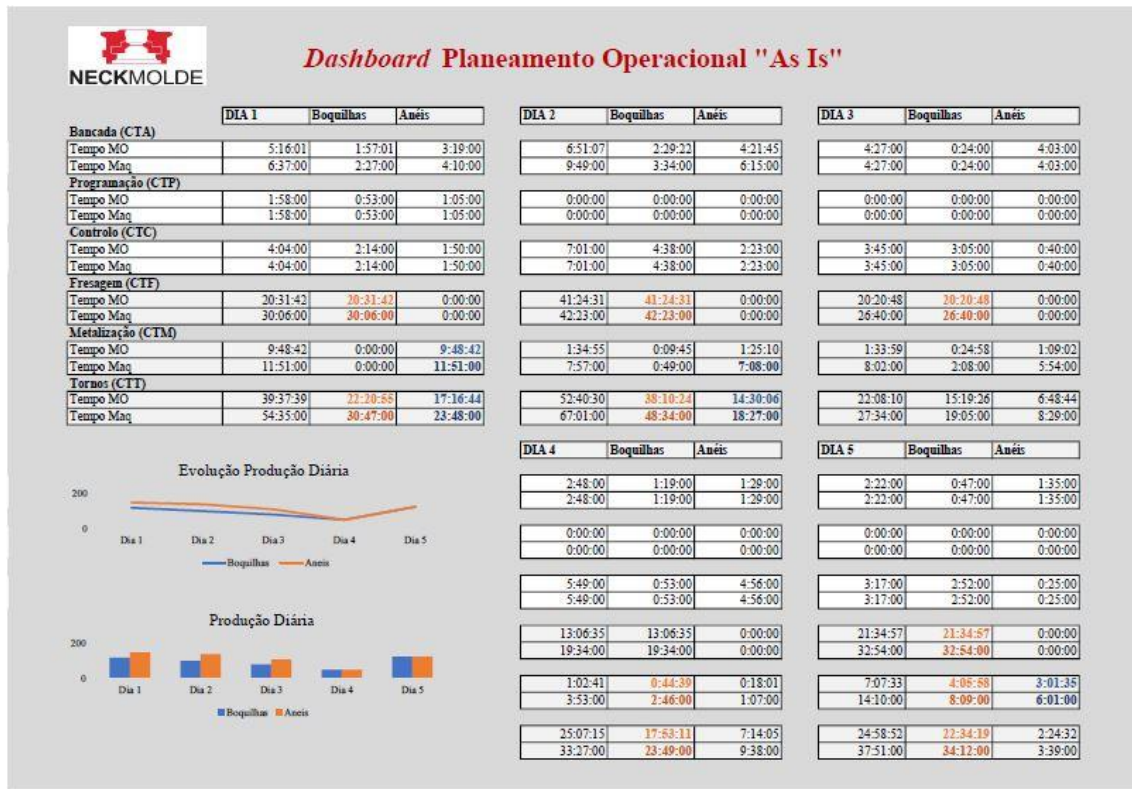 NECKMOLDE
Dashboard Planeamento Operacional "As Is"
DIA 1 Boquilhas Anéis
Bancada (CTA)
Tempo MO 5:16:01 1:57:01 3:19:00
Tempo Maq 6:37:00 2:27:00 4:10:00
Programação (CTP)
Tempo MO 1:58:00 0:53:00 1:05:00
Tempo Maq 1:58:00 0:53:00 1:05:00
Controlo (CTC)
Tempo MO 4:04:00 2:14:00 1:50:00
Tempo Maq 4:04:00 2:14:00 1:50:00
Fresagem (CTF)
Tempo MO 20:31:42 20:31:42 0:00:00
Tempo Maq 30:06:00 30:06:00 0:00:00
Metalização (CTM)
Tempo MO 9:48:42 0:00:00 9:48:42
Tempo Maq 11:51:00 0:00:00 11:51:00
Tornos (CTT)
Tempo MO 39:37:39 22:20:55 17:16:44
Tempo Maq 54:35:00 30:47:00 23:48:00
DIA 2 Boquilhas Anéis
6:51:07 2:29:22 4:21:45
9:49:00 3:34:00 6:15:00
0:00:00 0:00:00 0:00:00
0:00:00 0:00:00 0:00:00
7:01:00 4:38:00 2:23:00
7:01:00 4:38:00 2:23:00
41:24:31 41:24:31 0:00:00
42:23:00 42:23:00 0:00:00
1:34:55 0:09:45 1:25:10
7:57:00 0:49:00 7:08:00
52:40:30 38:10:24 14:30:06
67:01:00 48:34:00 18:27:00
DIA 3 Boquilhas Anéis
4:27:00 0:24:00 4:03:00
4:27:00 0:24:00 4:03:00
0:00:00 0:00:00 0:00:00
0:00:00 0:00:00 0:00:00
3:45:00 3:05:00 0:40:00
3:45:00 3:05:00 0:40:00
20:20:48 20:20:48 0:00:00
26:40:00 26:40:00 0:00:00
1:33:59 0:24:58 1:09:02
8:02:00 2:08:00 5:54:00
22:08:10 15:19:26 6:48:44
27:34:00 19:05:00 8:29:00
Evolução Produção Diária
200
0
Dia 1 Dia 2 Dia 3 Dia 4 Dia 5
Boquilhas Aneis
Produção Diária
200
0
Dia 1 Dia 2 Dia 3 Dia 4 Dia 5
Boquilhas Aneis
DIA 4 Boquilhas Anéis
2:48:00 1:19:00 1:29:00
2:48:00 1:19:00 1:29:00
0:00:00 0:00:00 0:00:00
0:00:00 0:00:00 0:00:00
5:49:00 0:53:00 4:56:00
5:49:00 0:53:00 4:56:00
13:06:35 13:06:35 0:00:00
19:34:00 19:34:00 0:00:00
1:02:41 0:44:39 0:18:01
3:53:00 2:46:00 1:07:00
25:07:15 17:53:11 7:14:05
33:27:00 23:49:00 9:38:00
DIA 5 Boquilhas Anéis
2:22:00 0:47:00 1:35:00
2:22:00 0:47:00 1:35:00
0:00:00 0:00:00 0:00:00
0:00:00 0:00:00 0:00:00
3:17:00 2:52:00 0:25:00
3:17:00 2:52:00 0:25:00
21:34:57 21:34:57 0:00:00
32:54:00 32:54:00 0:00:00
7:07:33 4:05:58 3:01:35
14:10:00 8:09:00 6:01:00
24:58:52 22:34:19 2:24:32
37:51:00 34:12:00 3:39:00